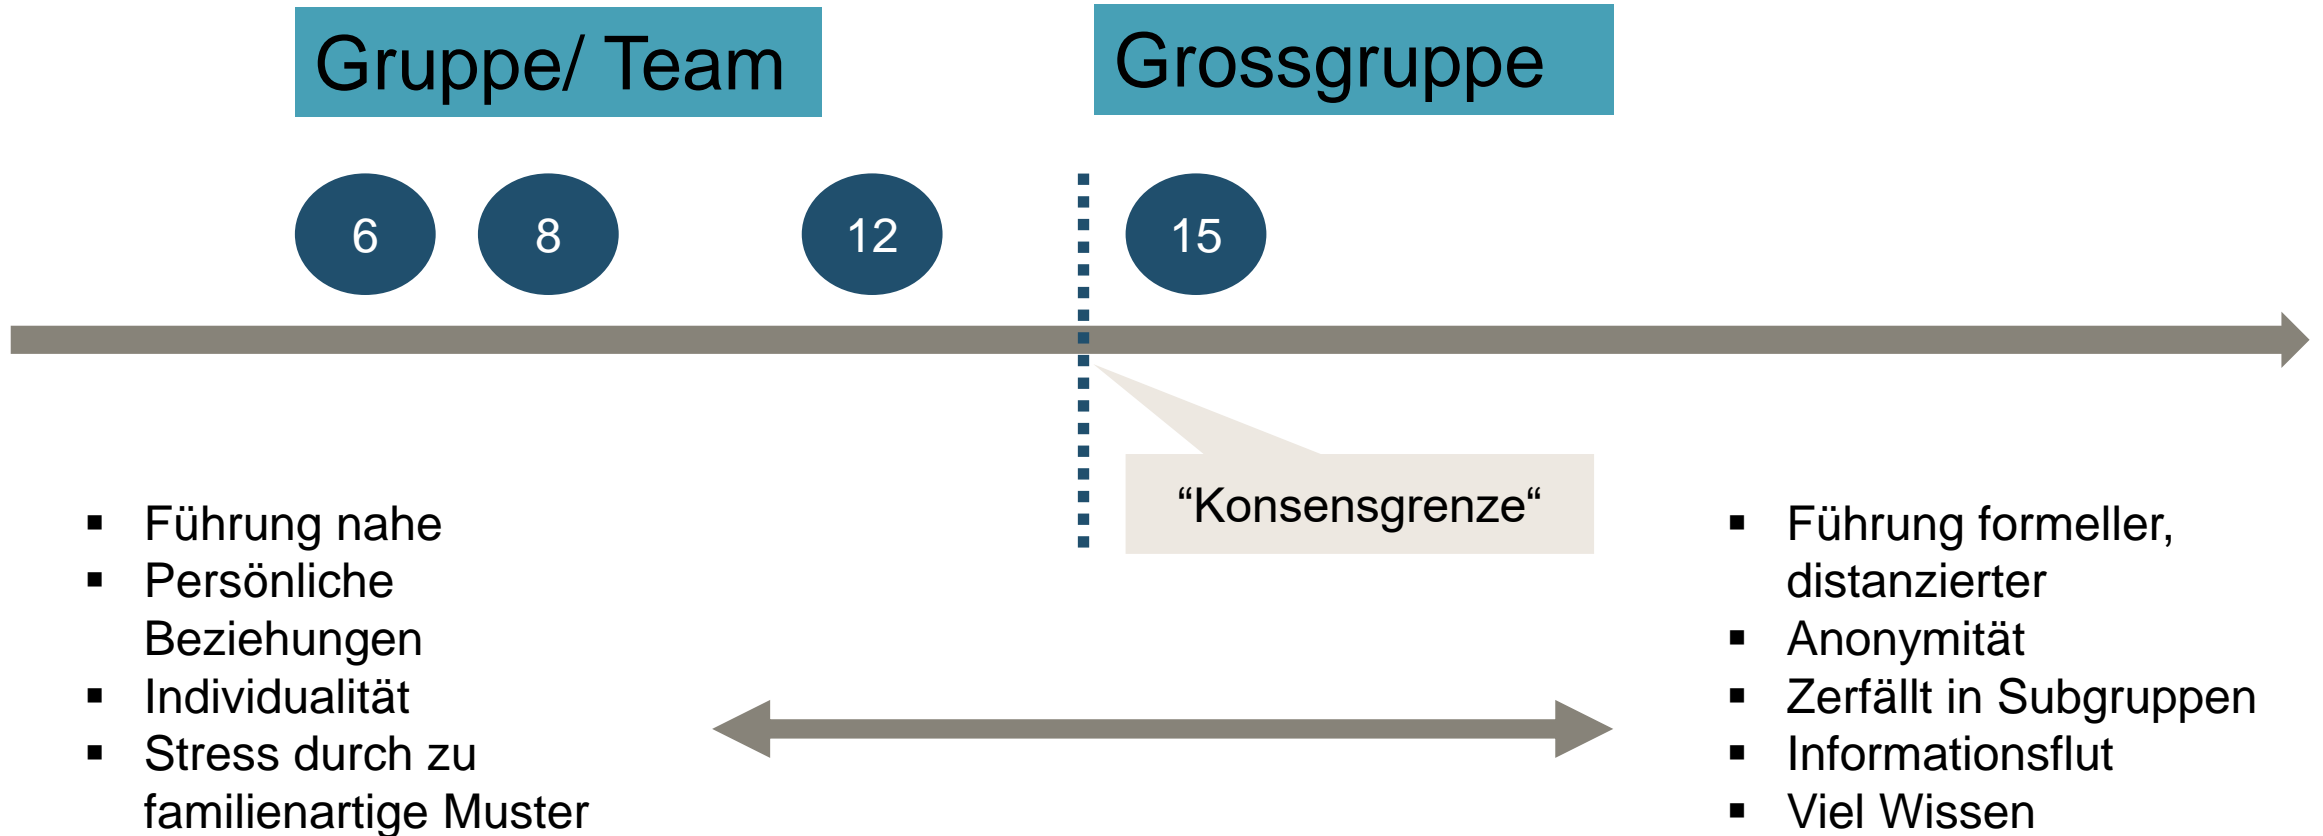 Gruppe/ Team
Grossgruppe
6
8
12
15
“Konsensgrenze“
▪ Führung nahe
▪ Persönliche
Beziehungen
▪ Individualität
▪ Stress durch zu
familienartige Muster
▪ Führung formeller,
distanzierter
▪ Anonymität
▪ Zerfällt in Subgruppen
▪ Informationsflut
▪ Viel Wissen